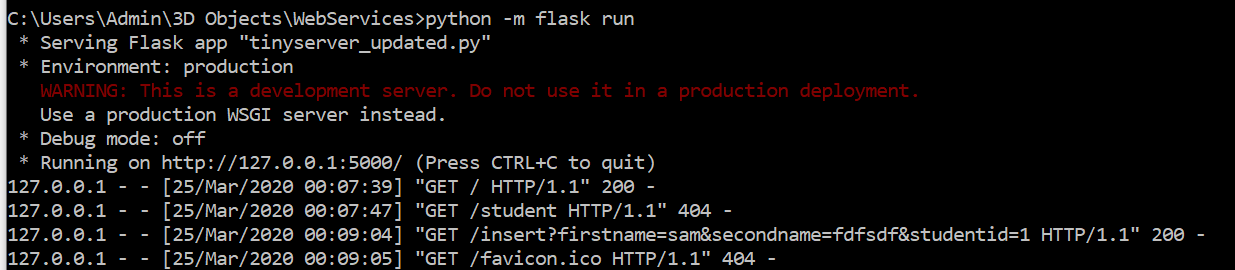 C:\Users\Admin\3D Objects\WebServices>python -m flask run
* Serving Flask app "tinyserver_updated.py"
* Environment: production
WARNING: This is a development server. Do not use it in a production deployment.
Use a production WSGI server instead.
* Debug mode: off
* Running on http://127.0.0.1:5000/ (Press CTRL+C to quit)
127.0.0.1 - - [25/Mar/2020 00:07:39] "GET / HTTP/1.1" 200 -
127.0.0.1 - - [25/Mar/2020 00:07:47] "GET /student HTTP/1.1" 404 -
127.0.0.1 - - [25/Mar/2020 00:09:04] "GET /insert?firstname=sam&secondname=fdfsdf&studentid=1 HTTP/1.1" 200 -
127.0.0.1 - - [25/Mar/2020 00:09:05] "GET /favicon.ico HTTP/1.1" 404 -